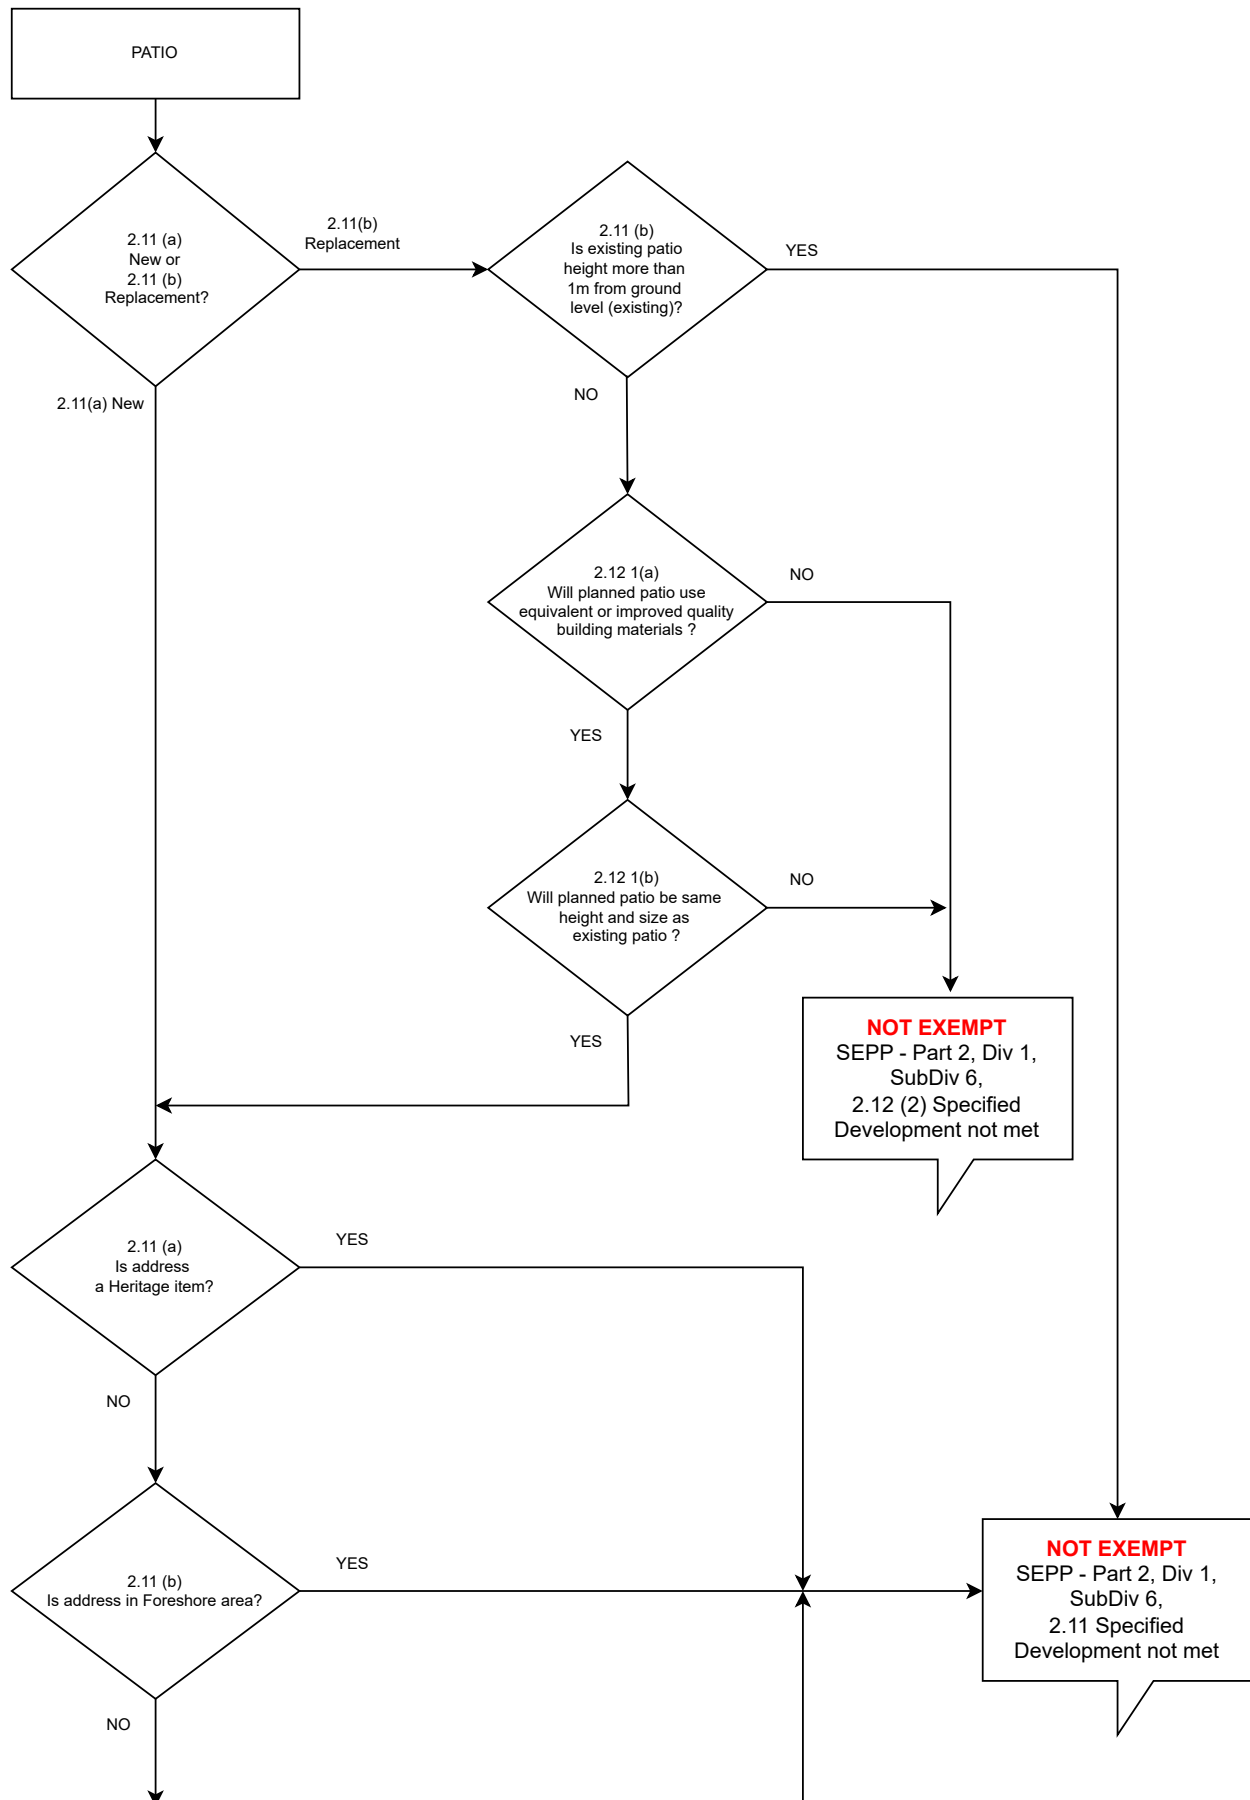 PATIO
2.11 (a)
New or
2.11 (b)
Replacement?
2.11(b)
Replacement
2.11 (b)
Is existing patio
height more than
1m from ground
level (existing)?
YES
2.11(a) New
NO
2.12 1(a)
Will planned patio use
equivalent or improved quality
building materials ?
NO
YES
2.12 1(b)
Will planned patio be same
height and size as
existing patio ?
NO
YES
NOT EXEMPT
SEPP - Part 2, Div 1,
SubDiv 6,
2.12 (2) Specified
Development not met
2.11 (a)
Is address
a Heritage item?
YES
NO
2.11 (b)
Is address in Foreshore area?
YES
NO
NOT EXEMPT
SEPP - Part 2, Div 1,
SubDiv 6,
2.11 Specified
Development not met